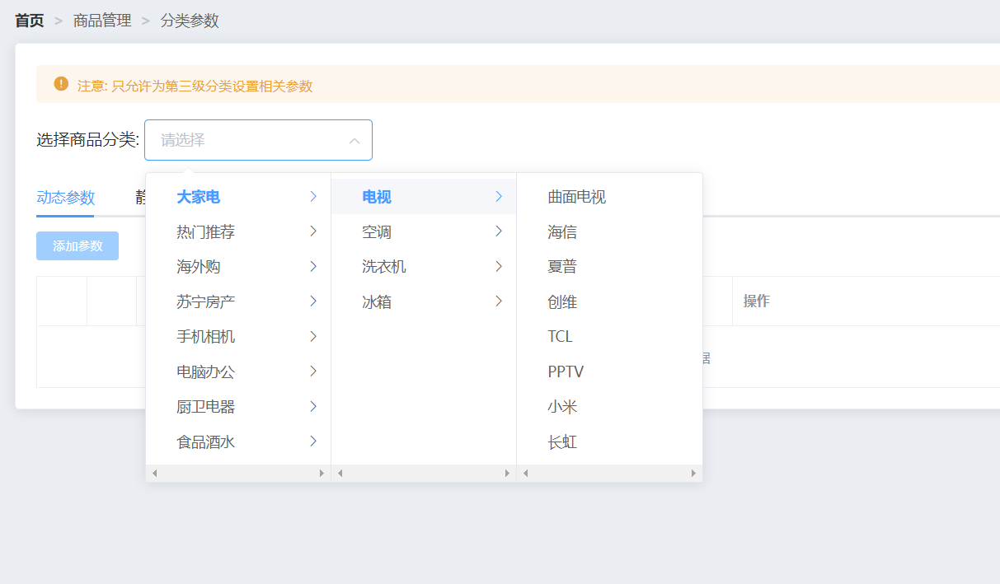 首页 > 商品管理 > 分类参数
注意: 只允许为第三级分类设置相关参数
选择商品分类: 请选择
动态参数 静
添加参数
操作
据
大家电
热门推荐
海外购
苏宁房产
手机相机
电脑办公
厨卫电器
食品酒水
电视
空调
洗衣机
冰箱
曲面电视
海信
夏普
创维
TCL
PPTV
小米
长虹